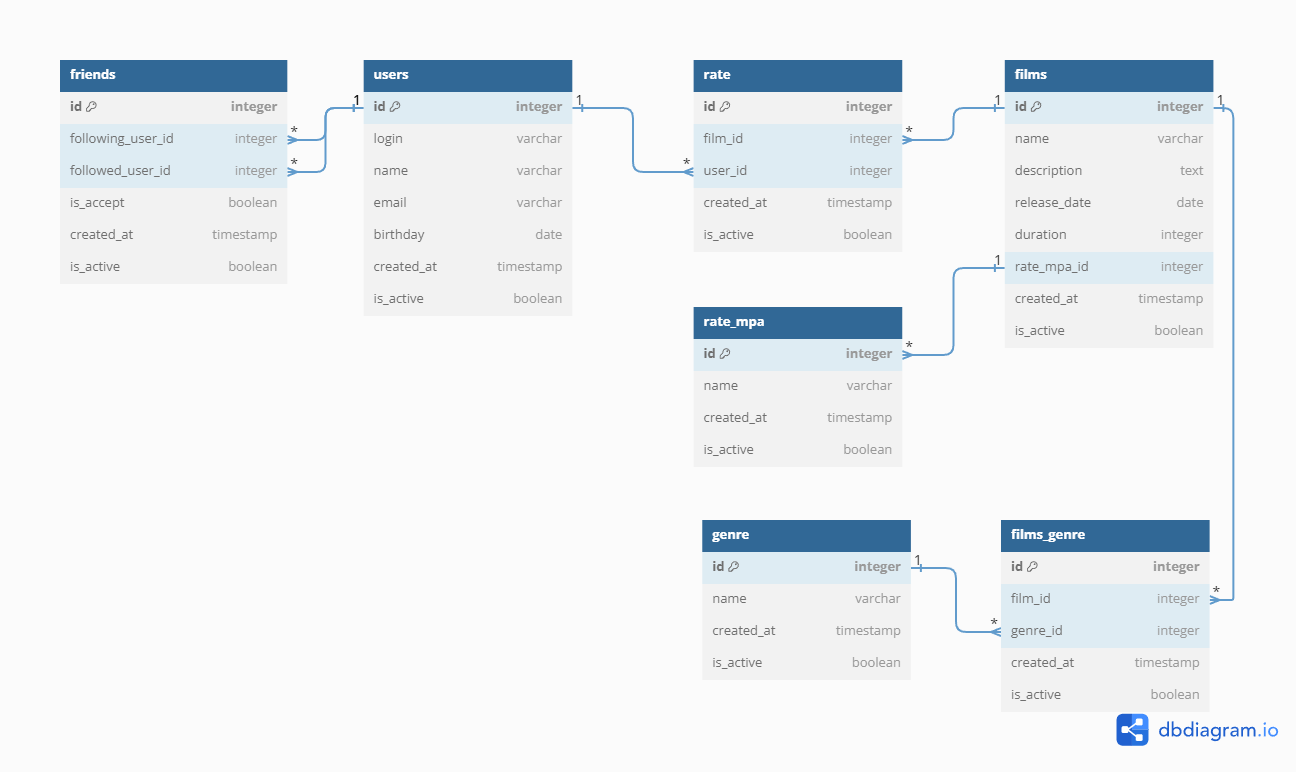 friends
id integer
following_user_id integer
followed_user_id integer
is_accept boolean
created_at timestamp
is_active boolean
* 
*
1
users
id integer
login varchar
name varchar
email varchar
birthday date
created_at timestamp
is_active boolean
1
*
rate
id integer
film_id integer
user_id integer
created_at timestamp
is_active boolean
*
1
films
id integer
name varchar
description text
release_date date
duration integer
rate_mpa_id integer
created_at timestamp
is_active boolean
1
1
rate_mpa
id integer
name varchar
created_at timestamp
is_active boolean
*
genre
id integer
name varchar
created_at timestamp
is_active boolean
1
*
films_genre
id integer
film_id integer
genre_id integer
created_at timestamp
is_active boolean
*
dbdiagram.io